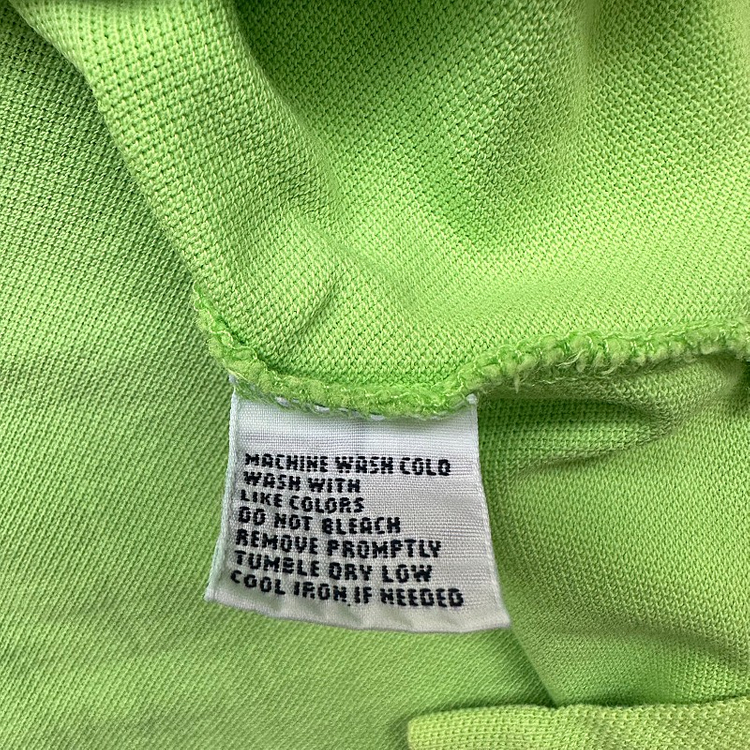 MACHINE WASH COLD
WASH WITH
LIKE COLORS
DO NOT BLEACH
REMOVE PROMPTLY
TUMBLE DRY LOW
COOL IRON IF NEEDED